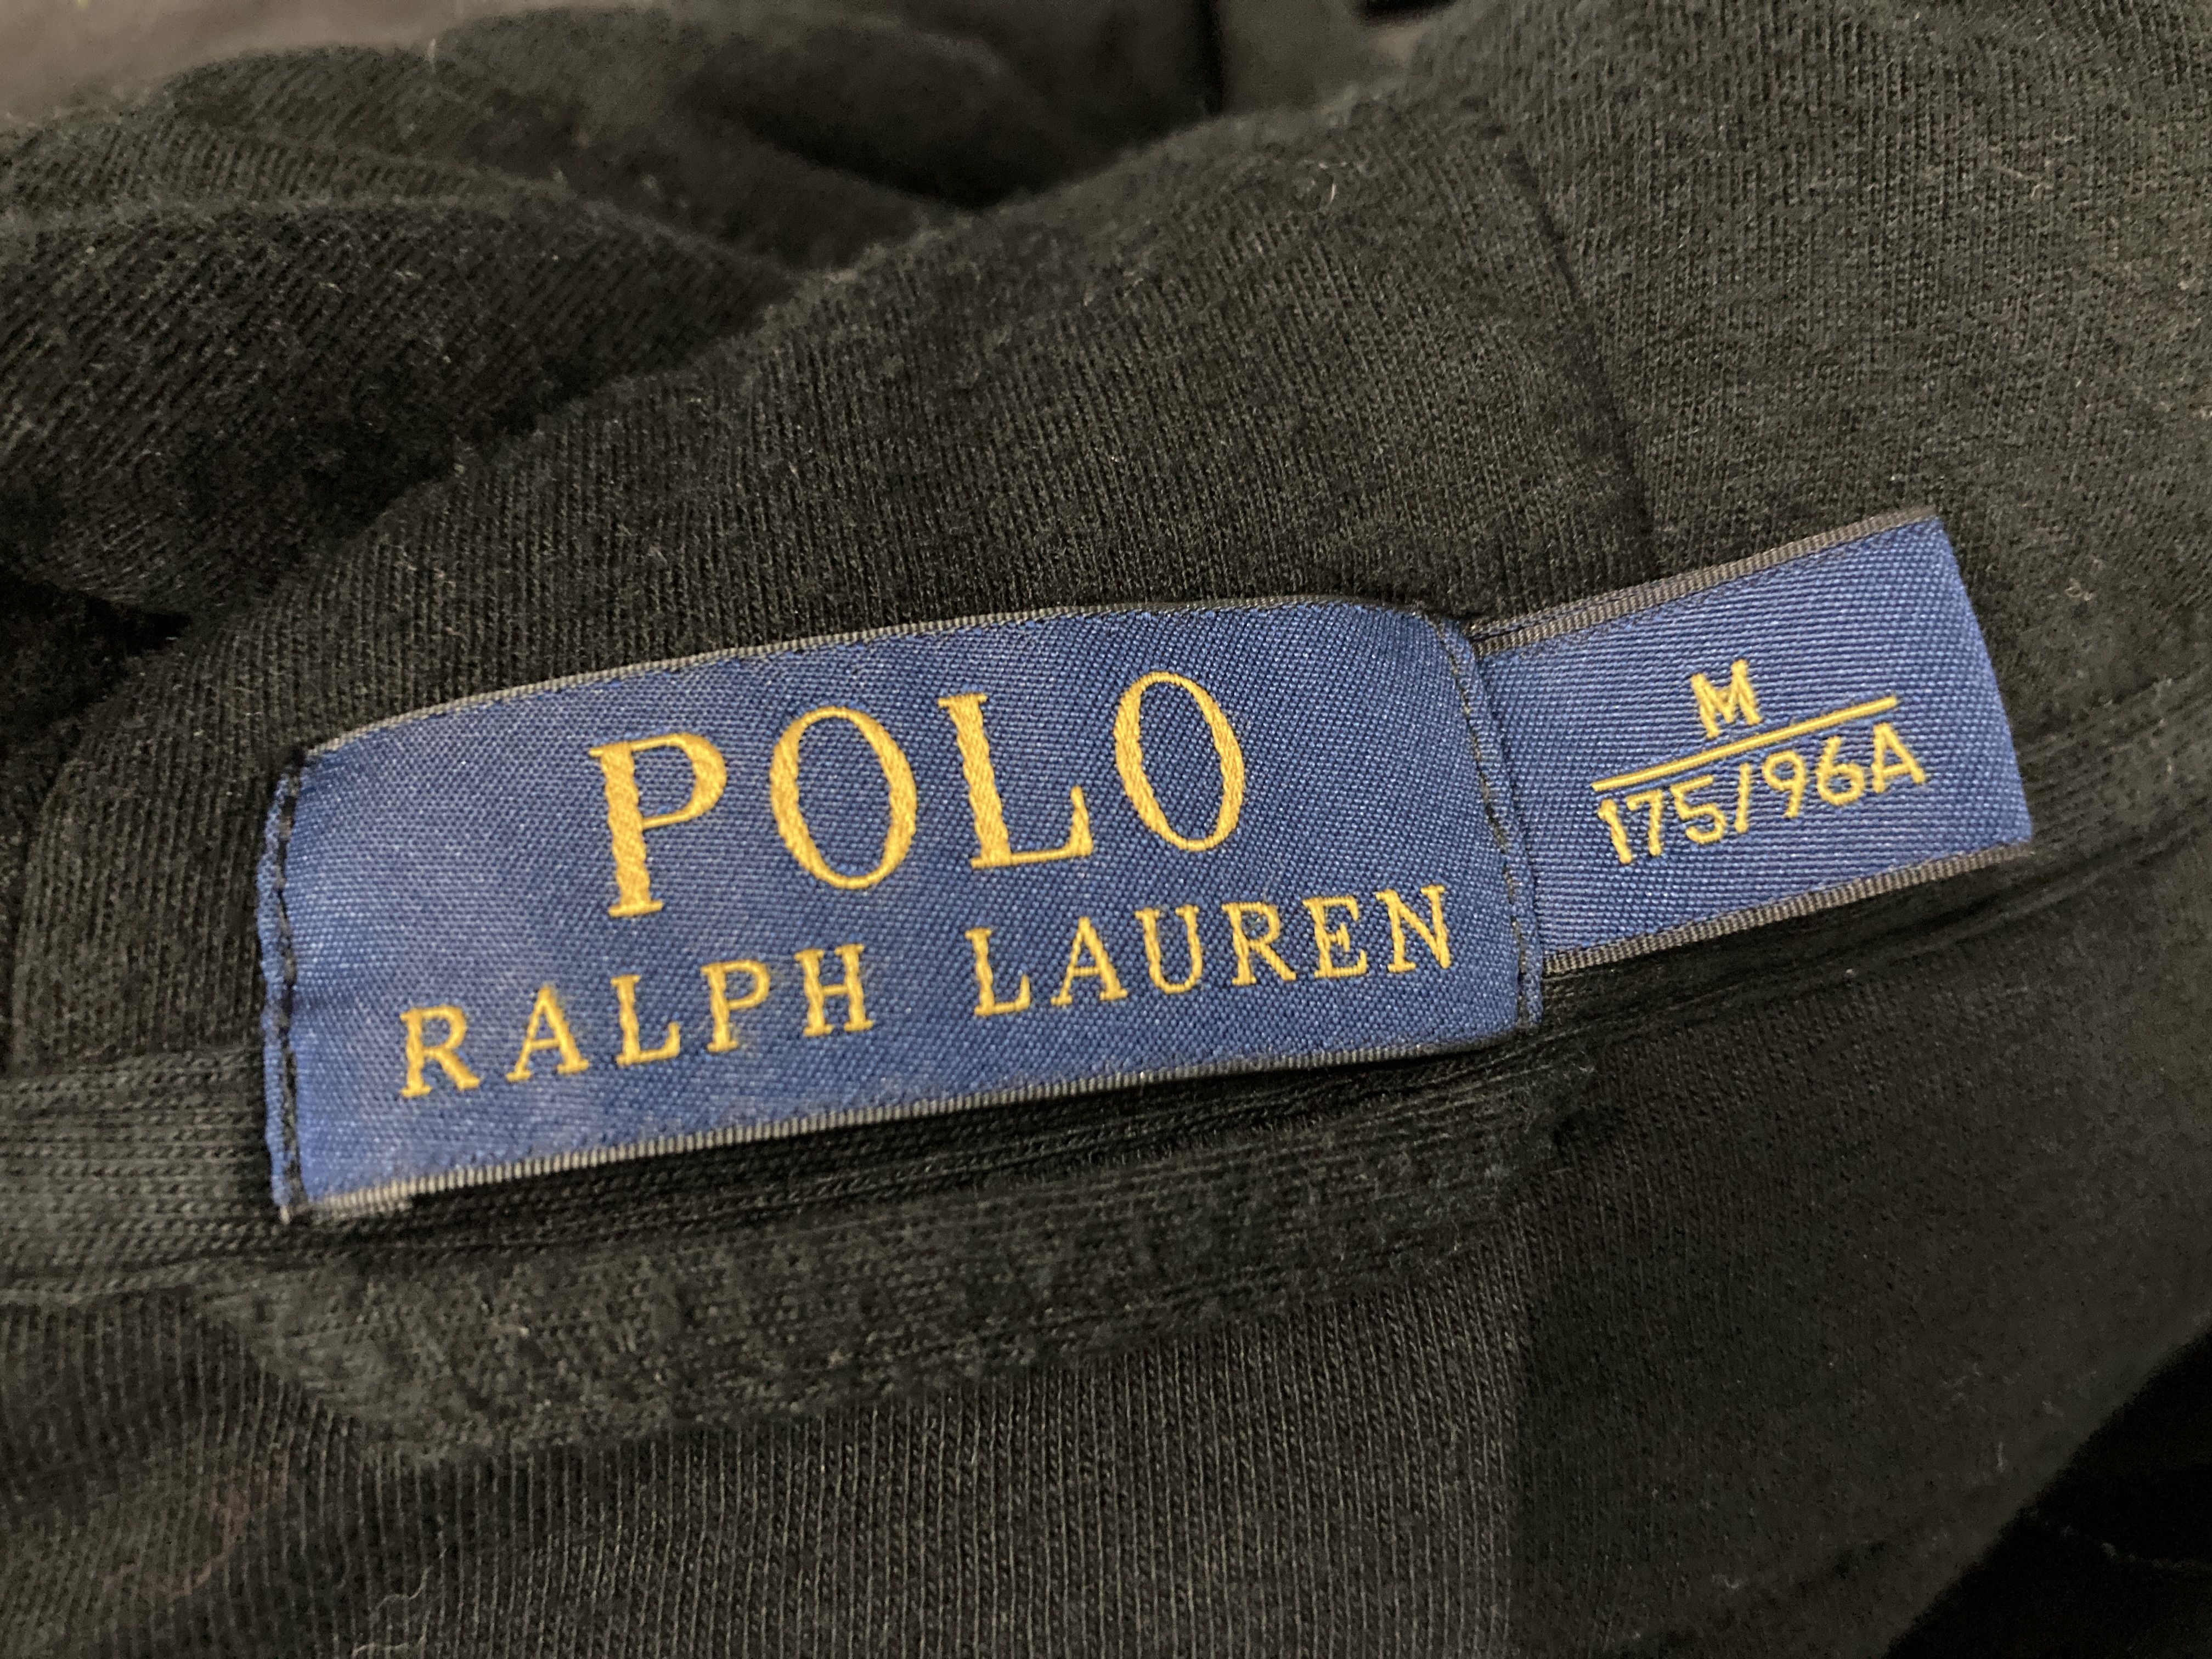 POLO
RALPH LAUREN
M
175/96A